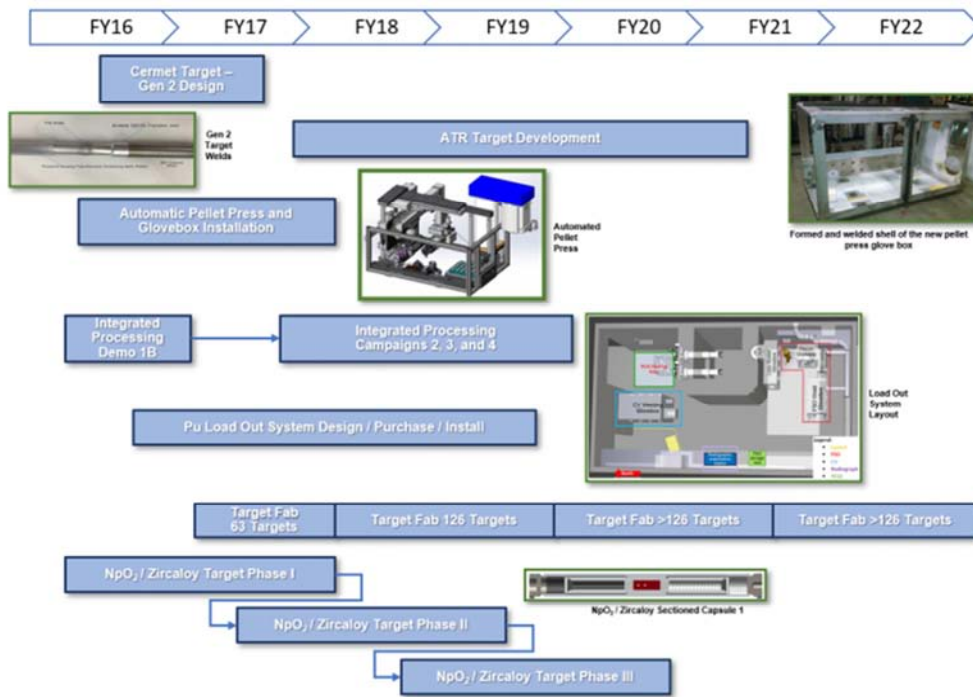 FY16
FY17
FY18
FY19
FY20
FY21
FY22
Cermet Target –
Gen 2 Design
Gen 2
Target
Welds
ATR Target Development
Automatic Pellet Press and
Glovebox Installation
Automated
Pellet
Press
Formed and welded shell of the new pellet
press glove box
Integrated
Processing
Demo 1B
Integrated Processing
Campaigns 2, 3, and 4
Load Out
System
Layout
Pu Load Out System Design / Purchase / Install
Target Fab
63 Targets
Target Fab 126 Targets
Target Fab >126 Targets
Target Fab >126 Targets
NpO₂ / Zircaloy Target Phase I
NpO₂ / Zircaloy Sectioned Capsule 1
NpO₂ / Zircaloy Target Phase II
NpO₂ / Zircaloy Target Phase III